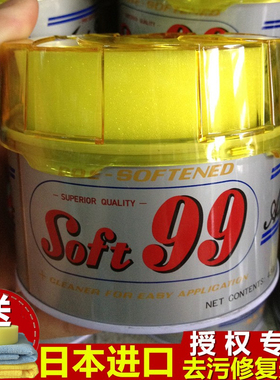 -SOFTENED
SUPERIOR QUALITY
Soft 99
CLEANER FOR EASY APPLICATION
NET CONTENTS
送
授权专
日本进口
去污修复